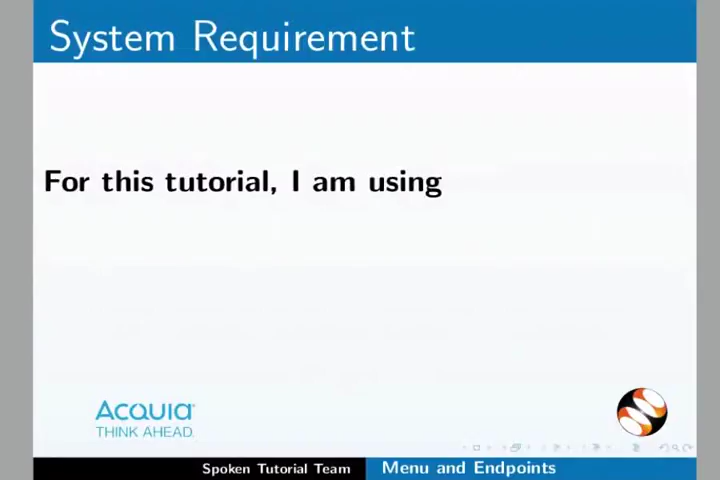 System Requirement
For this tutorial, I am using
Acquia
THINK AHEAD.
Spoken Tutorial Team
Menu and Endpoints